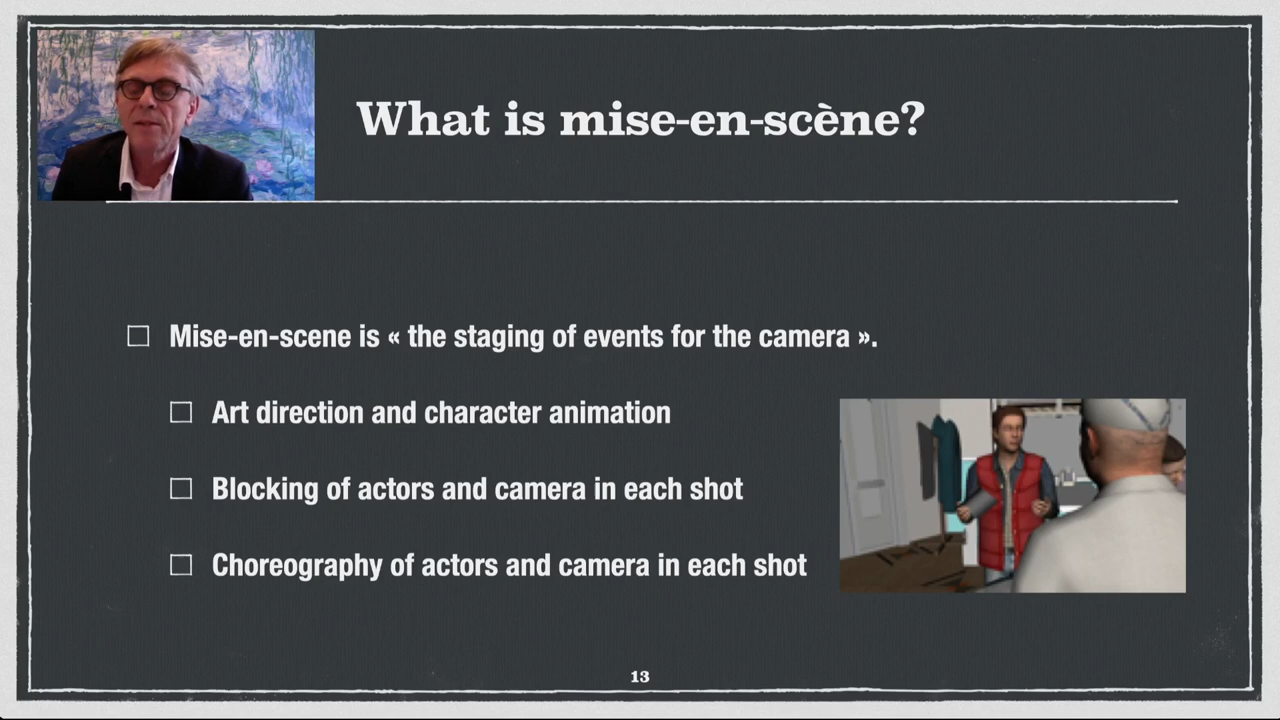 What is mise-en-scène?
Mise-en-scene is « the staging of events for the camera ».
Art direction and character animation
Blocking of actors and camera in each shot
Choreography of actors and camera in each shot
13